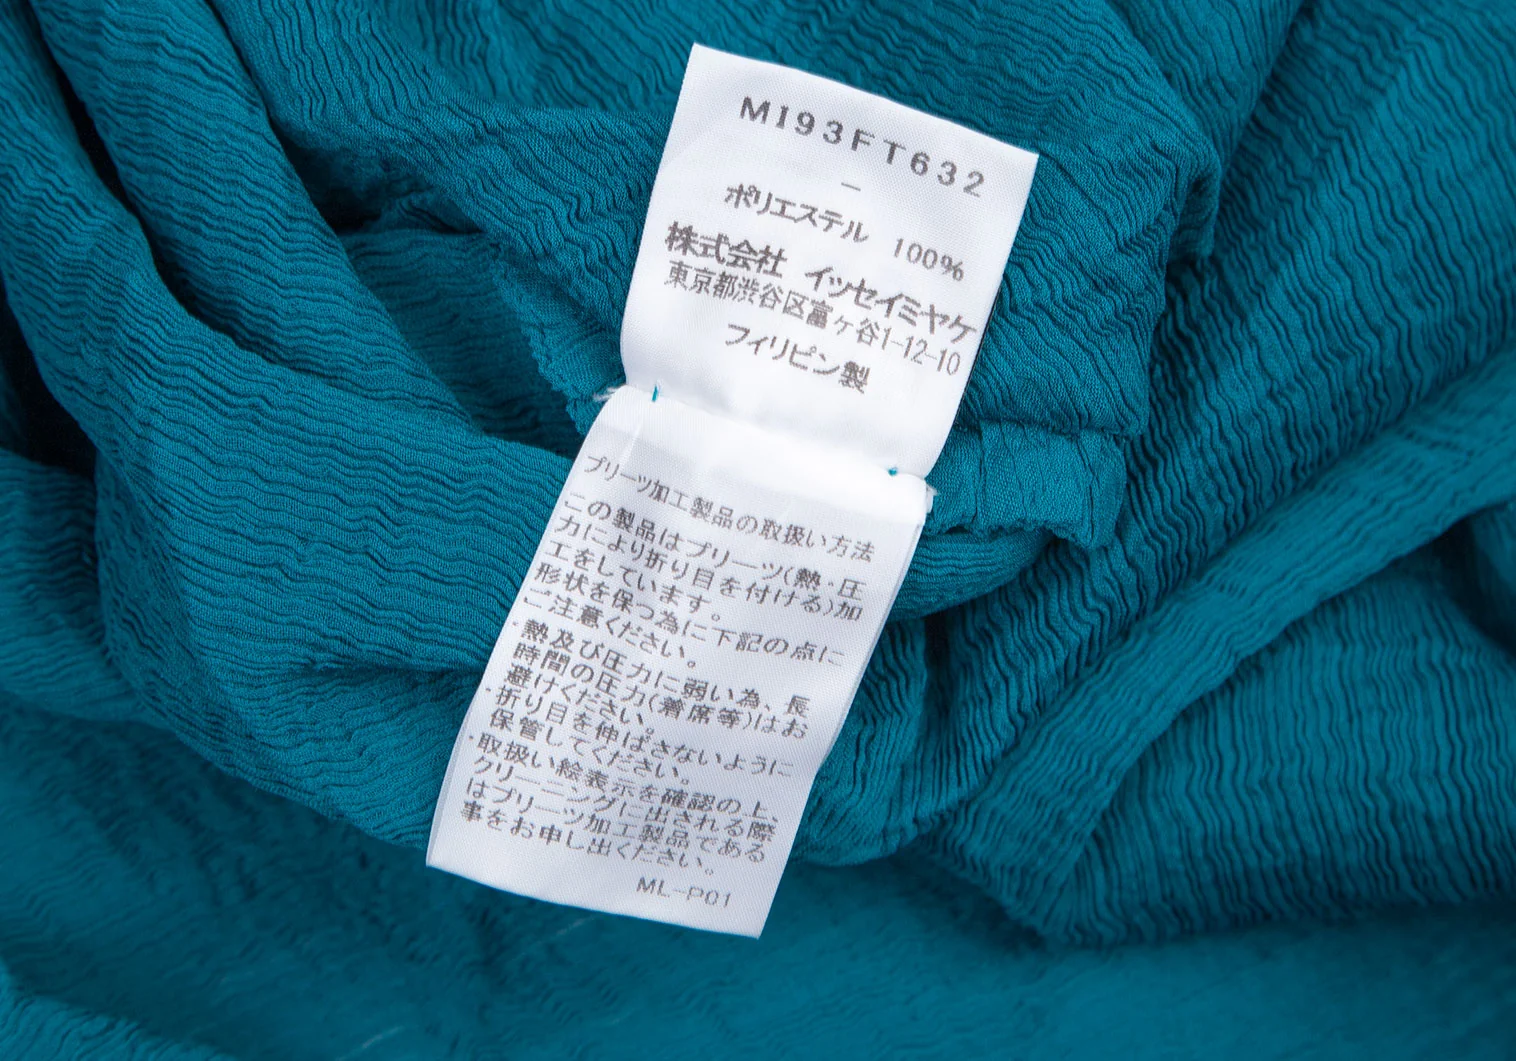 MI93FT632
—
ポリエステル 100%
株式会社 イッセイミヤケ
東京都渋谷区富ヶ谷1-12-10
フィリピン製
プリーツ加工製品の取扱い方法
この製品はプリーツ(熱・圧
力により折り目を付ける)加
工をしています。
形状を保つ為に下記の点に
ご注意ください。
・熱及び圧力に弱い為、長
時間の圧力(着席等)はお
避けください。
・折り目を伸ばさないように
保管してください。
・取扱い絵表示を確認の上、
クリーニングに出される際
はプリーツ加工製品である
事をお申し出ください。
ML-P01